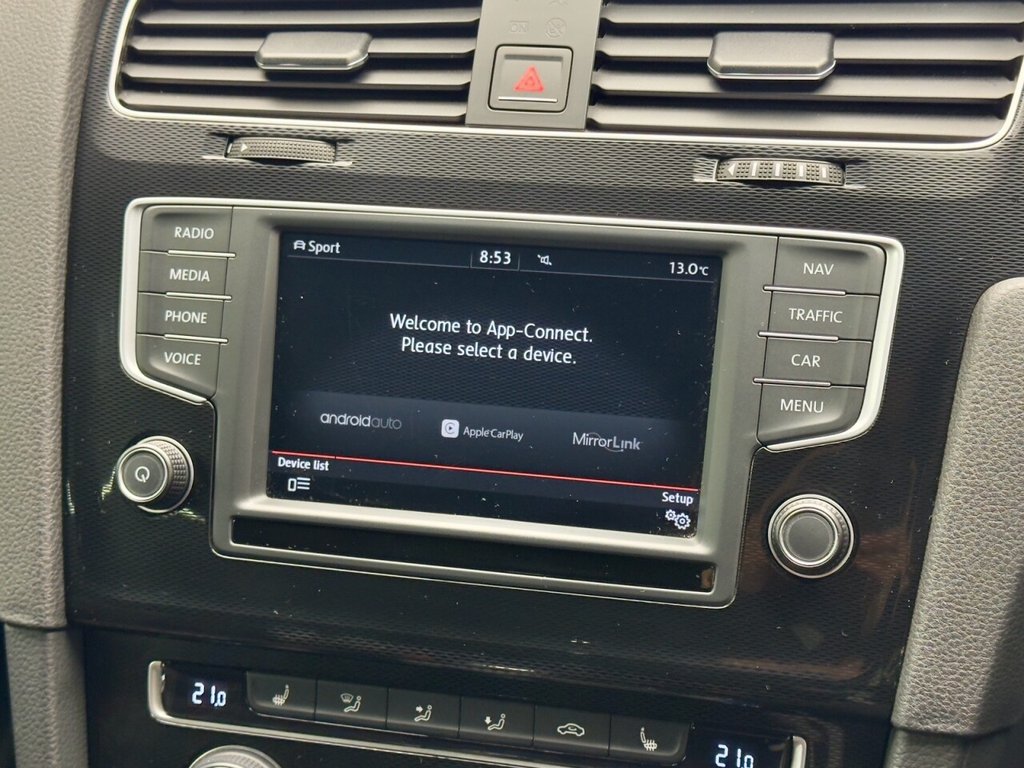 RADIO
MEDIA
PHONE
VOICE
Sport
8:53
13.0°C
Welcome to App-Connect.
Please select a device.
androidauto
Apple CarPlay
MirrorLink
Device list
Setup
NAV
TRAFFIC
CAR
MENU
21.0
21.0